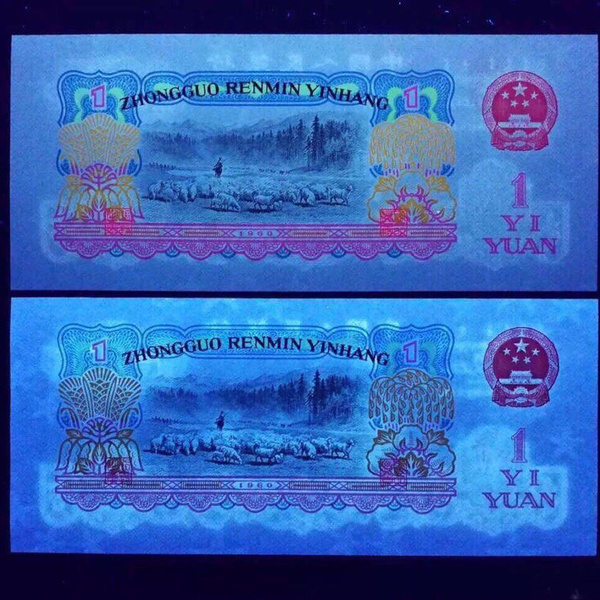 1 1
ZHONGGUO RENMIN YINHANG
1960
1
YI
YUAN
1 1
ZHONGGUO RENMIN YINHANG
1960
1
YI
YUAN